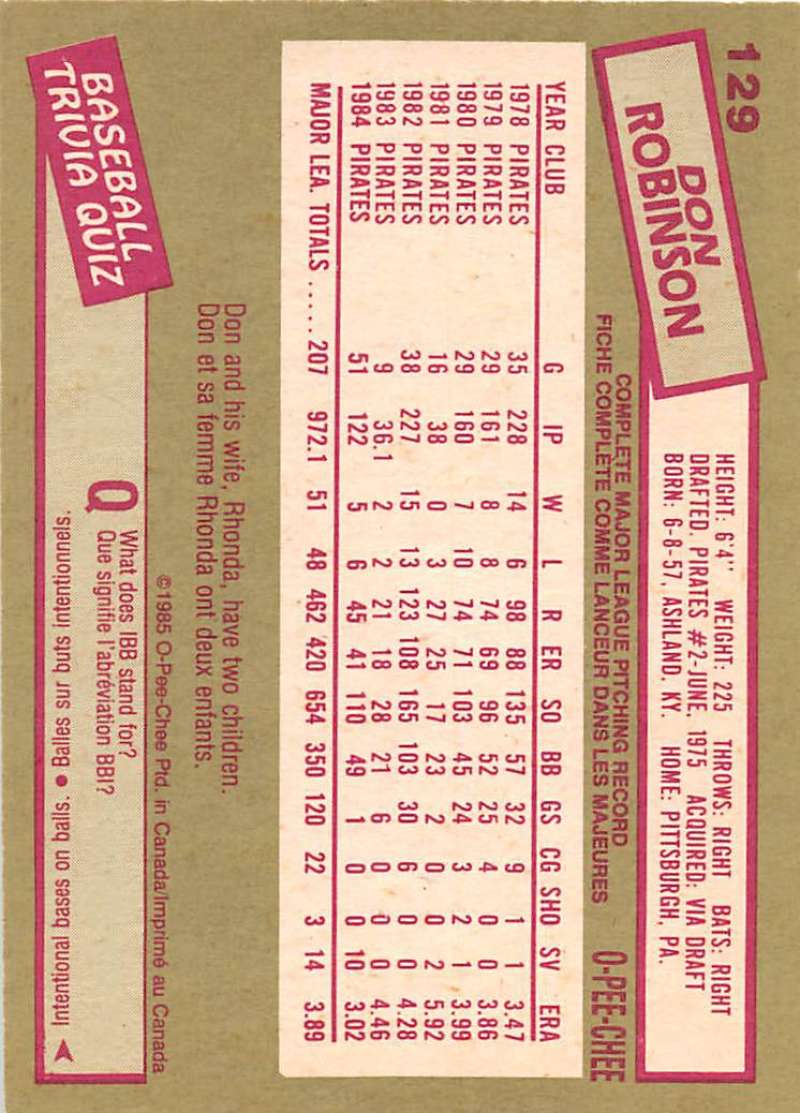 129
DON
ROBINSON
HEIGHT: 6'4" WEIGHT: 225 THROWS: RIGHT BATS: RIGHT
DRAFTED, PIRATES #2-JUNE, 1975 ACQUIRED: VIA DRAFT
BORN: 6-8-57, ASHLAND, KY. HOME: PITTSBURGH, PA.
COMPLETE MAJOR LEAGUE PITCHING RECORD
FICHE COMPLÈTE COMME LANCEUR DANS LES MAJEURES
O-PEE-CHEE
YEAR CLUB G IP W L R ER SO BB GS CG SHO SV ERA
1978 PIRATES 35 228 14 6 98 88 135 57 32 9 1 1 3.47
1979 PIRATES 29 161 8 8 74 69 96 52 25 4 0 0 3.86
1980 PIRATES 29 160 7 10 74 71 103 45 24 3 2 1 3.99
1981 PIRATES 16 38 0 3 27 25 17 23 2 0 0 2 5.92
1982 PIRATES 38 227 15 13 123 108 165 103 30 6 0 0 4.28
1983 PIRATES 9 36.1 2 2 21 18 28 21 6 0 0 0 4.46
1984 PIRATES 51 122 5 6 45 41 110 49 1 0 0 10 3.02
MAJOR LEA. TOTALS ..... 207 972.1 51 48 462 420 654 350 120 22 3 14 3.89
Don and his wife, Rhonda, have two children.
Don et sa femme Rhonda ont deux enfants.
©1985 O-Pee-Chee Ptd. in Canada/Imprimé au Canada
BASEBALL
TRIVIA QUIZ
Q What does IBB stand for?
Que signifie l'abréviation BBI?
Intentional bases on balls. • Balles sur buts intentionnels.